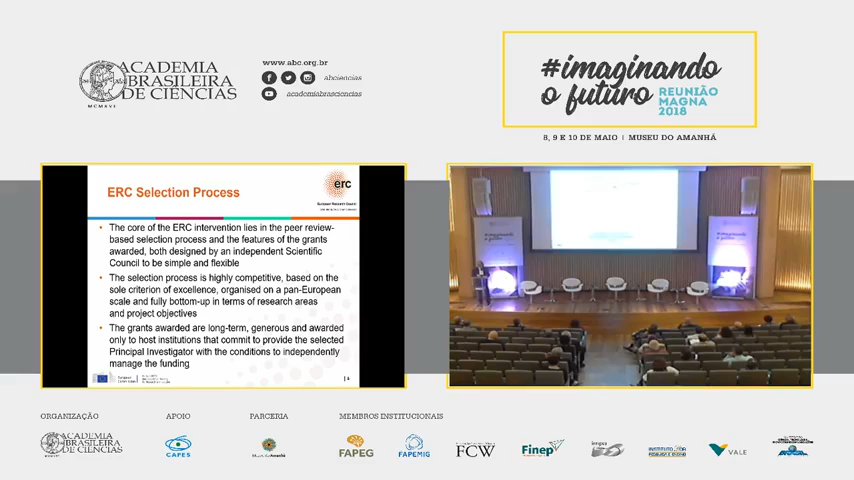 ACADEMIA
BRASILEIRA
DE CIÊNCIAS
MCMXVI
www.abc.org.br
abciencias
academiabrasciencias
#imaginando
o futuro
REUNIÃO
MAGNA
2018
8, 9 E 10 DE MAIO | MUSEU DO AMANHÃ
ERC Selection Process
erc
European Research Council
• The core of the ERC intervention lies in the peer review-
based selection process and the features of the grants
awarded, both designed by an independent Scientific
Council to be simple and flexible
• The selection process is highly competitive, based on the
sole criterion of excellence, organised on a pan-European
scale and fully bottom-up in terms of research areas
and project objectives
• The grants awarded are long-term, generous and awarded
only to host institutions that commit to provide the selected
Principal Investigator with the conditions to independently
manage the funding
European
Commission
#imaginando
o futuro
#imaginando
o futuro
ORGANIZAÇÃO
APOIO
PARCERIA
MEMBROS INSTITUCIONAIS
ACADEMIA
BRASILEIRA
DE CIÊNCIAS
CAPES
FAPEG
FAPEMIG
FCW
Finep
VALE